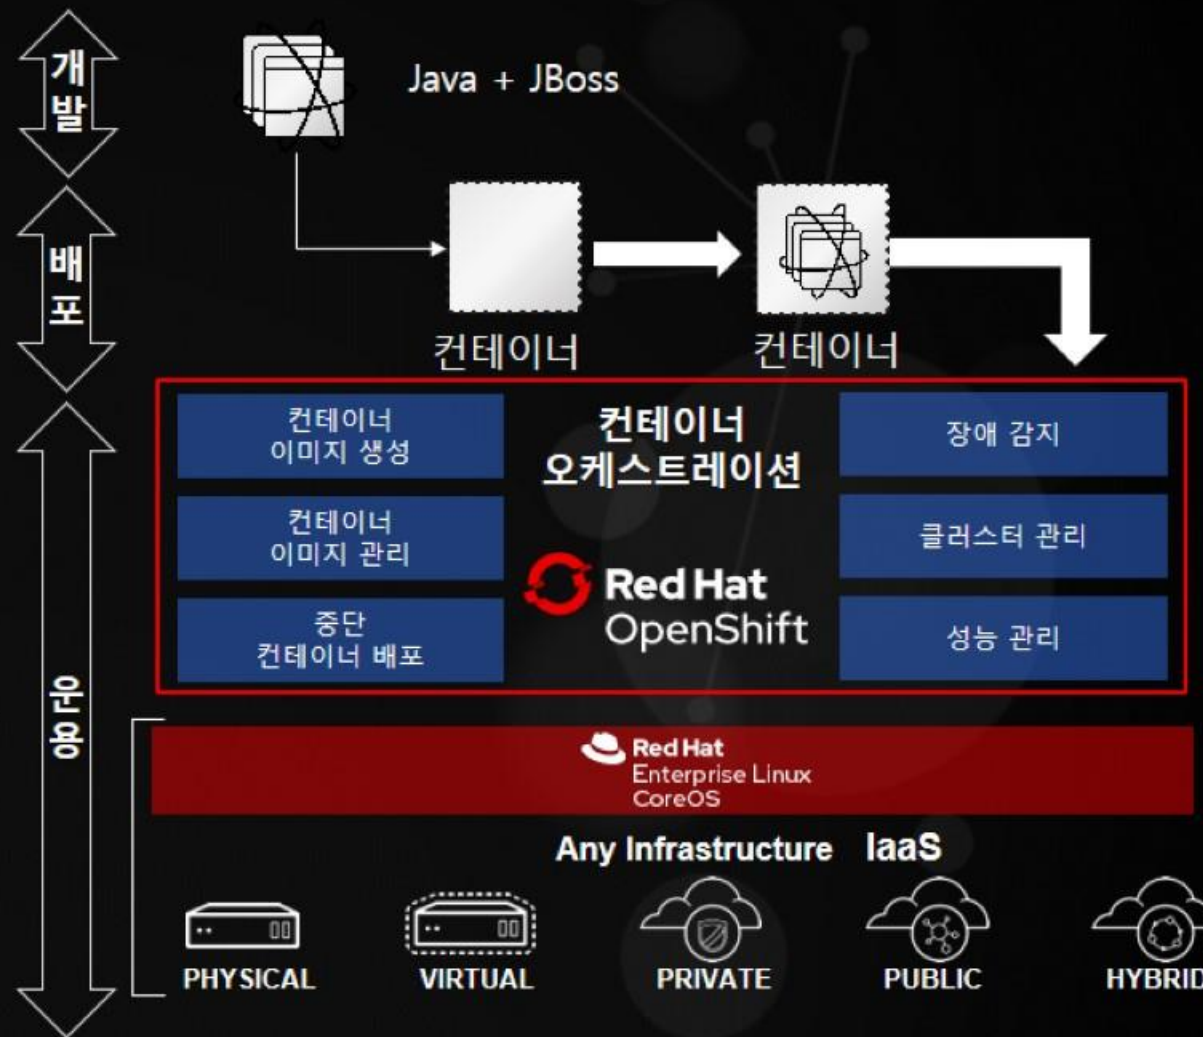 개발
Java + JBoss
배포
컨테이너
컨테이너
운용
컨테이너
이미지 생성
컨테이너
이미지 관리
중단
컨테이너 배포
컨테이너
오케스트레이션
Red Hat
OpenShift
장애 감지
클러스터 관리
성능 관리
Red Hat
Enterprise Linux
CoreOS
Any Infrastructure IaaS
PHYSICAL
VIRTUAL
PRIVATE
PUBLIC
HYBRID